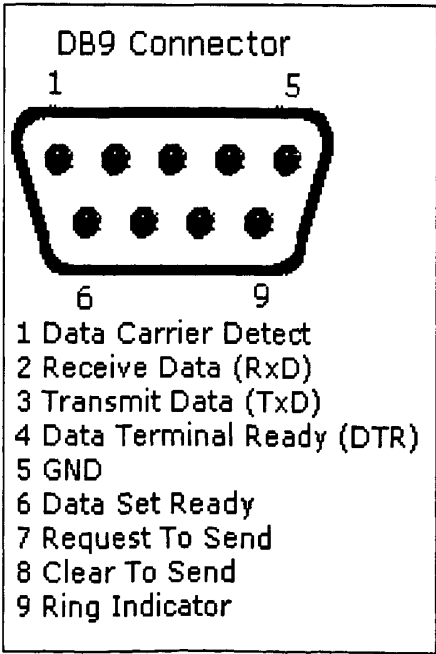 DB9 Connector
1 5
6 9
1 Data Carrier Detect
2 Receive Data (RxD)
3 Transmit Data (TxD)
4 Data Terminal Ready (DTR)
5 GND
6 Data Set Ready
7 Request To Send
8 Clear To Send
9 Ring Indicator